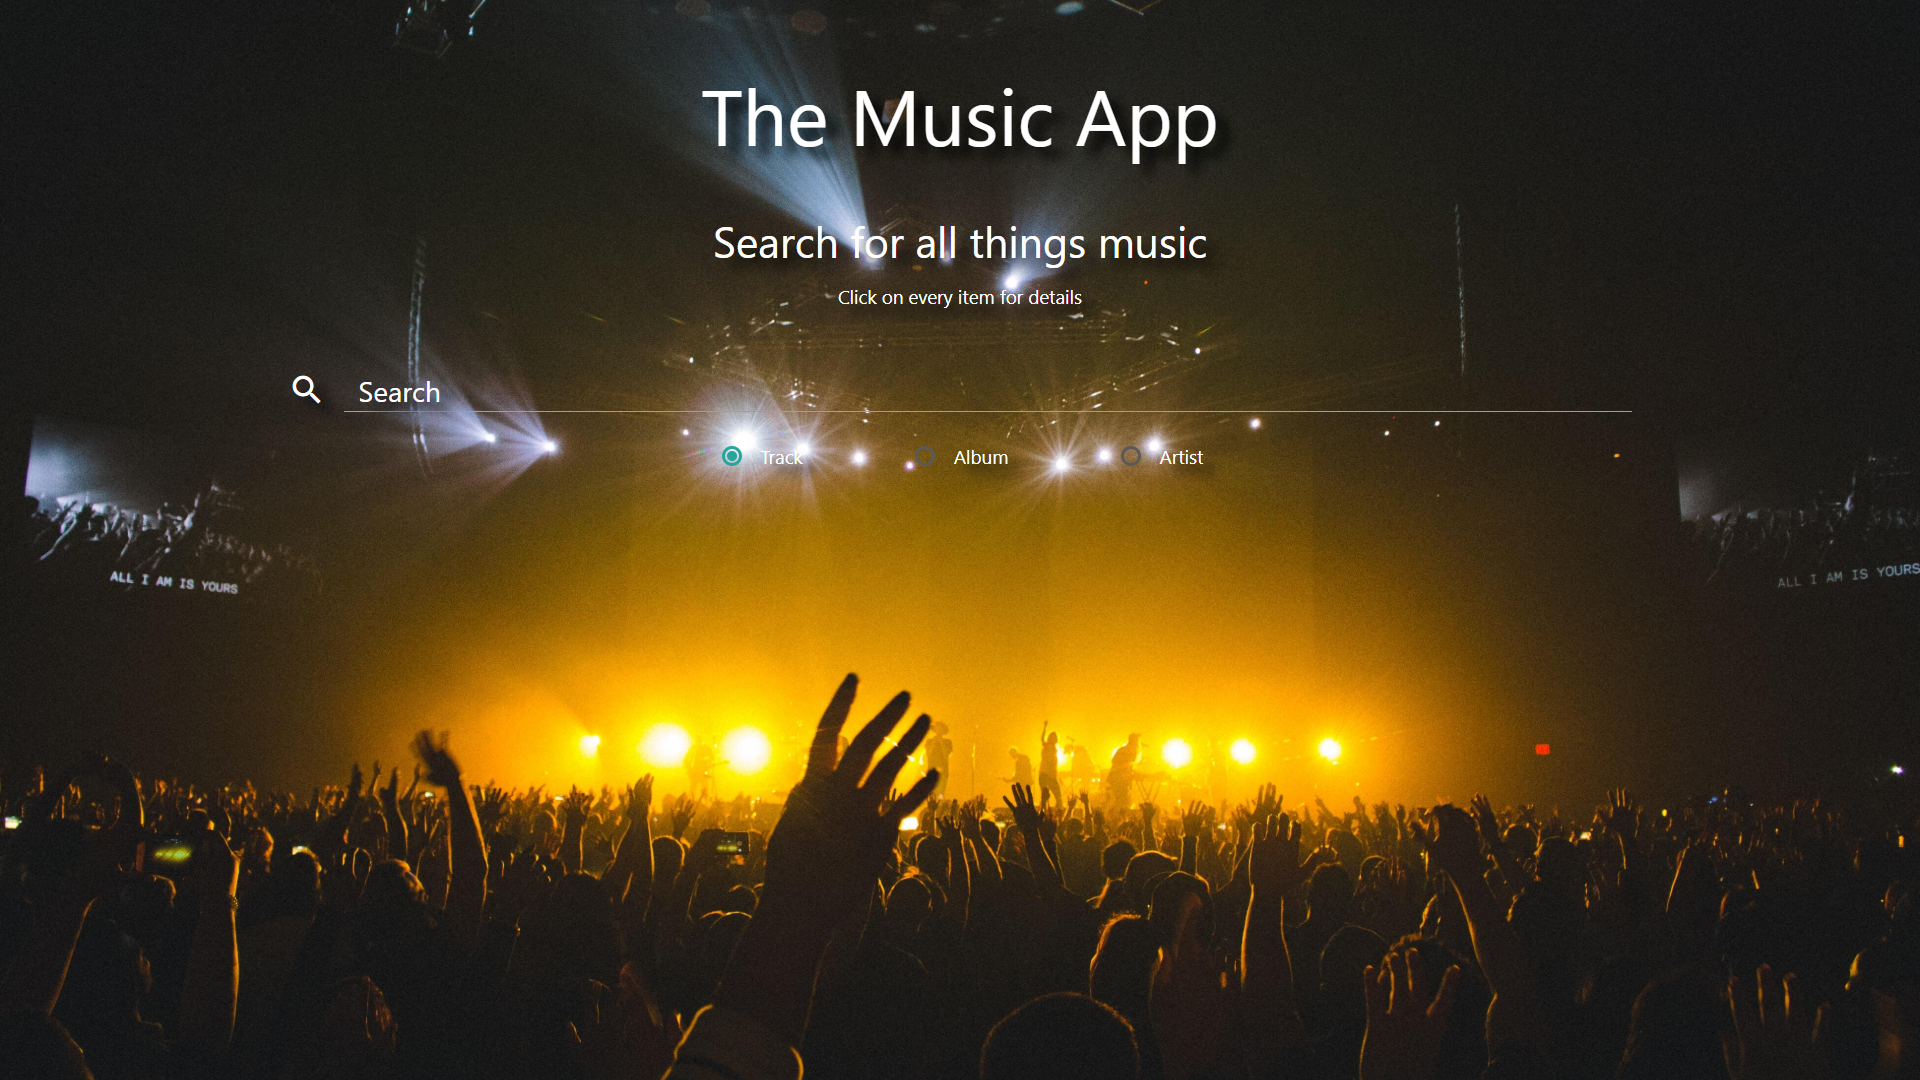 The Music App
Search for all things music
Click on every item for details
Search
Track
Album
Artist
ALL I AM IS YOURS
ALL I AM IS YOURS